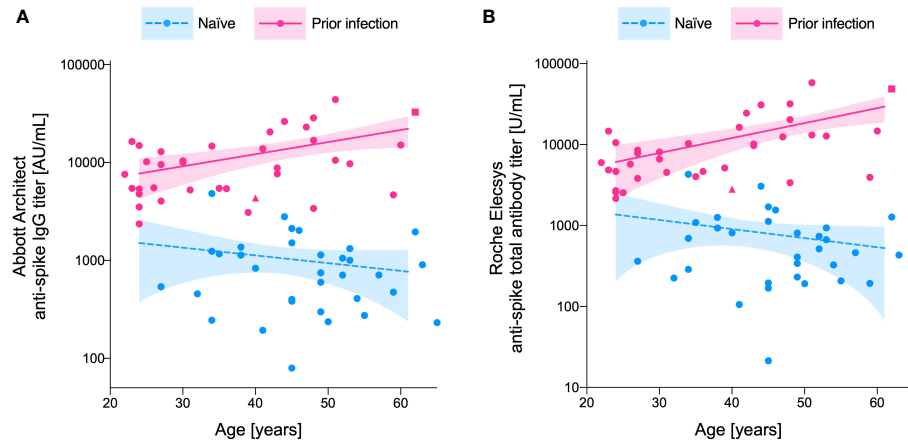 A
Naïve
Prior infection
Abbott Architect
anti-spike IgG titer [AU/mL]
100000
10000
1000
100
20
30
40
50
60
Age [years]
B
Naïve
Prior infection
Roche Elecsys
anti-spike total antibody titer [U/mL]
100000
10000
1000
100
10
20
30
40
50
60
Age [years]